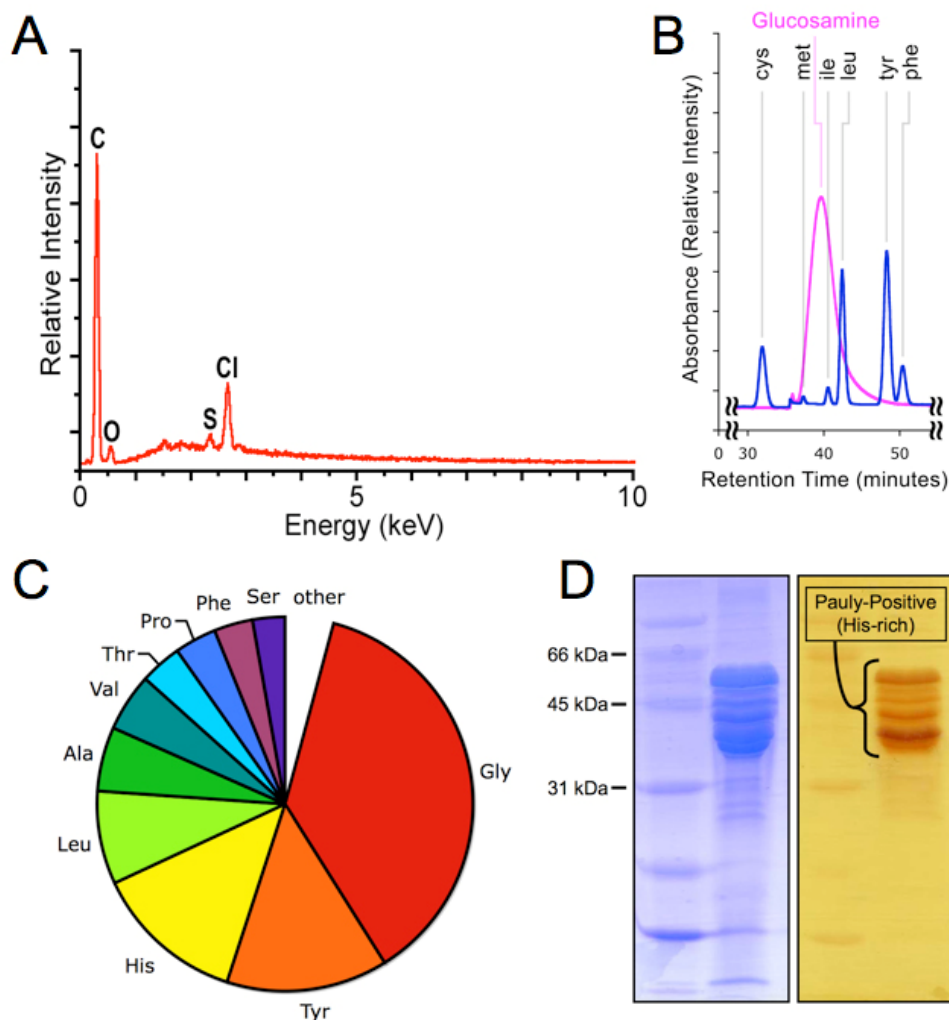 A
Relative Intensity
C
O
S
Cl
0
5
10
Energy (keV)
B
Glucosamine
cys
met
ile
leu
tyr
phe
Absorbance (Relative Intensity)
0
30
40
50
Retention Time (minutes)
C
Phe
Ser
other
Pro
Thr
Val
Ala
Leu
His
Tyr
Gly
D
66 kDa
45 kDa
31 kDa
Pauly-Positive
(His-rich)